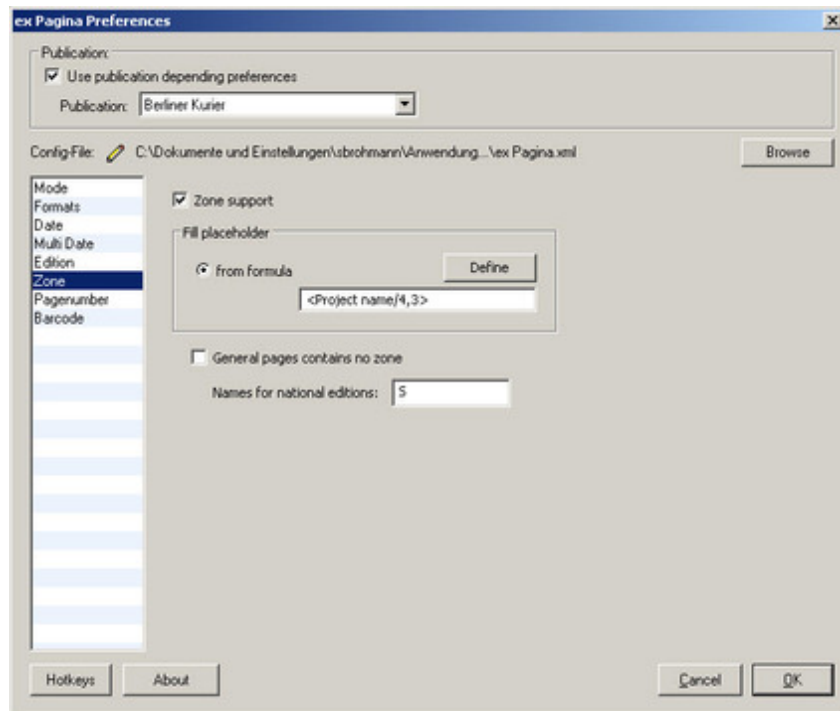 ex Pagina Preferences
Publication:
Use publication depending preferences
Publication: Berliner Kurier
Config-File: C:\Dokumente und Einstellungen\sbrohmann\Anwendung...\ex Pagina.xml Browse
Mode
Formats
Date
Multi Date
Edition
Zone
Pagenumber
Barcode
Zone support
Fill placeholder
from formula Define
<Project name/4,3>
General pages contains no zone
Names for national editions: S
Hotkeys About Cancel OK